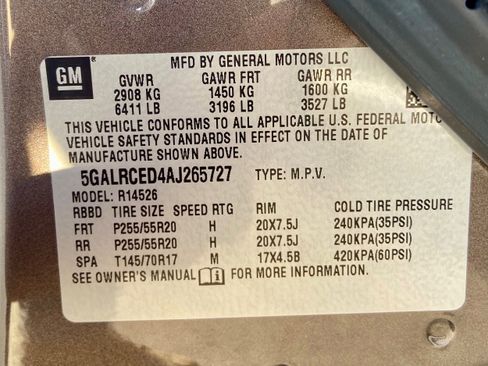 GM
MFD BY GENERAL MOTORS LLC
GVWR GAWR FRT GAWR RR
2908 KG 1450 KG 1600 KG
6411 LB 3196 LB 3527 LB
THIS VEHICLE CONFORMS TO ALL APPLICABLE U.S. FEDERAL MOTO
VEHICLE SAFETY STANDARDS IN EFFECT ON THE DATE OF
MANUFACTURE SHOWN ABOVE.
5GALRCED4AJ265727 TYPE: M.P.V.
MODEL: R14526
RBBD TIRE SIZE SPEED RTG RIM COLD TIRE PRESSURE
FRT P255/55R20 H 20X7.5J 240KPA(35PSI)
RR P255/55R20 H 20X7.5J 240KPA(35PSI)
SPA T145/70R17 M 17X4.5B 420KPA(60PSI)
SEE OWNER'S MANUAL FOR MORE INFORMATION.